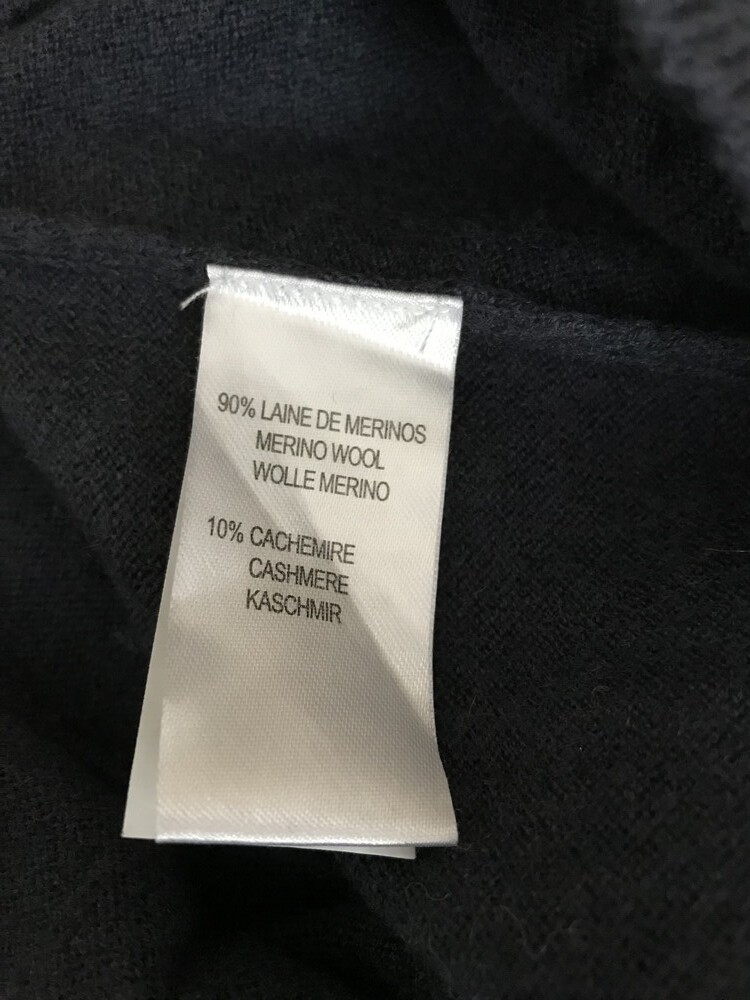 90% LAINE DE MERINOS
MERINO WOOL
WOLLE MERINO
10% CACHEMIRE
CASHMERE
KASCHMIR